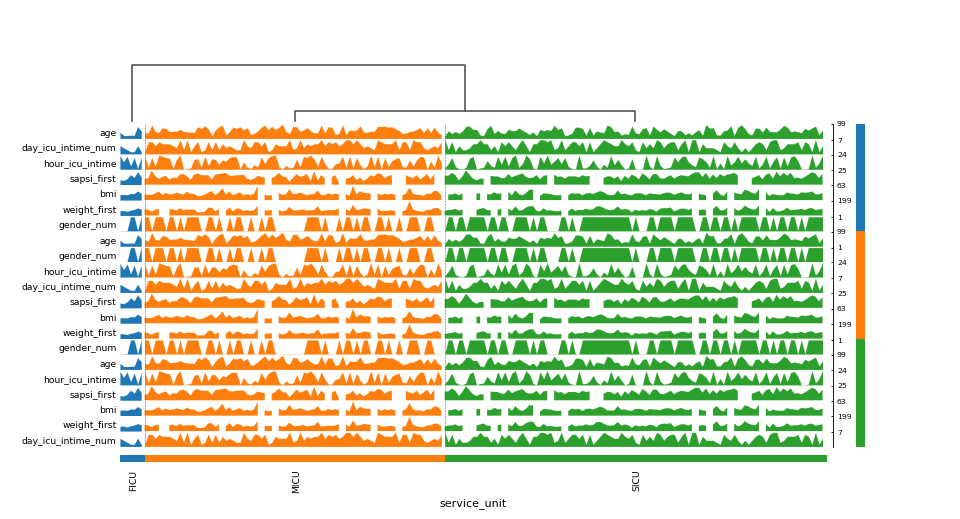 age 99
day_icu_intime_num 7
hour_icu_intime 24
sapsi_first 25
bmi 63
weight_first 199
gender_num 1
age 99
gender_num 1
hour_icu_intime 24
day_icu_intime_num 7
sapsi_first 25
bmi 63
weight_first 199
gender_num 1
age 99
hour_icu_intime 24
sapsi_first 25
bmi 63
weight_first 199
day_icu_intime_num 7
FICU MICU SICU
service_unit